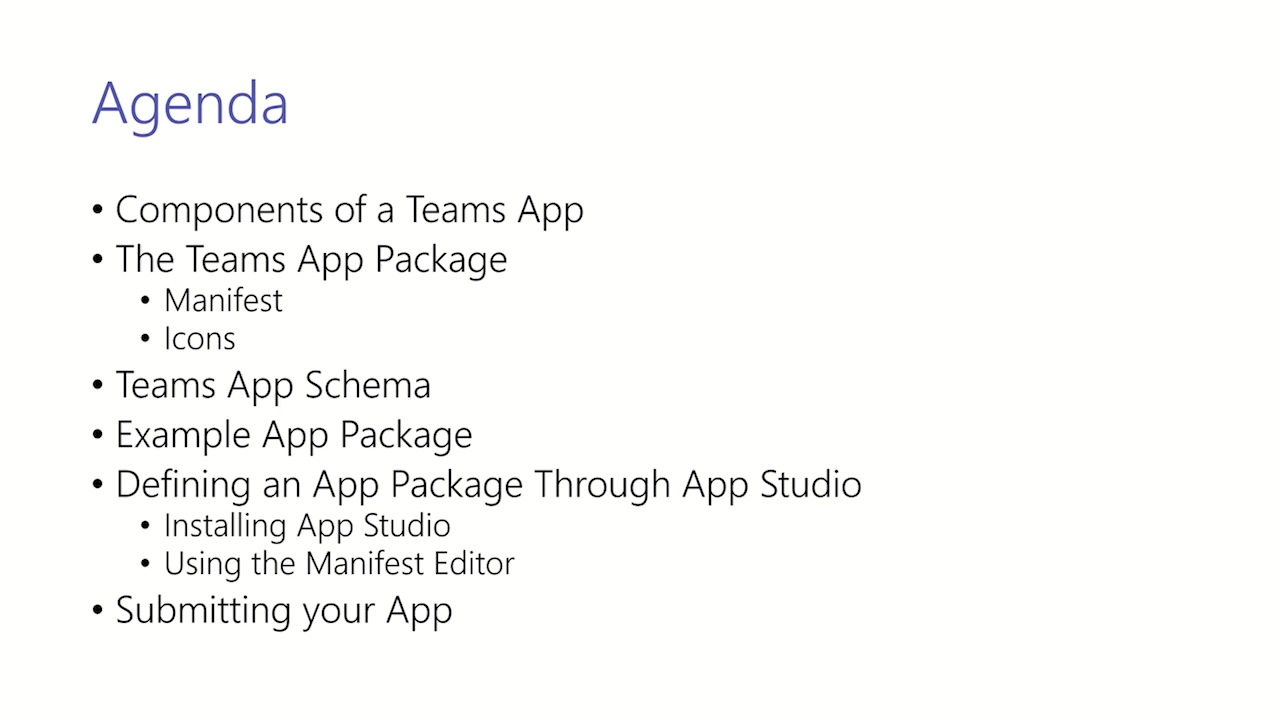 Agenda
• Components of a Teams App
• The Teams App Package
• Manifest
• Icons
• Teams App Schema
• Example App Package
• Defining an App Package Through App Studio
• Installing App Studio
• Using the Manifest Editor
• Submitting your App